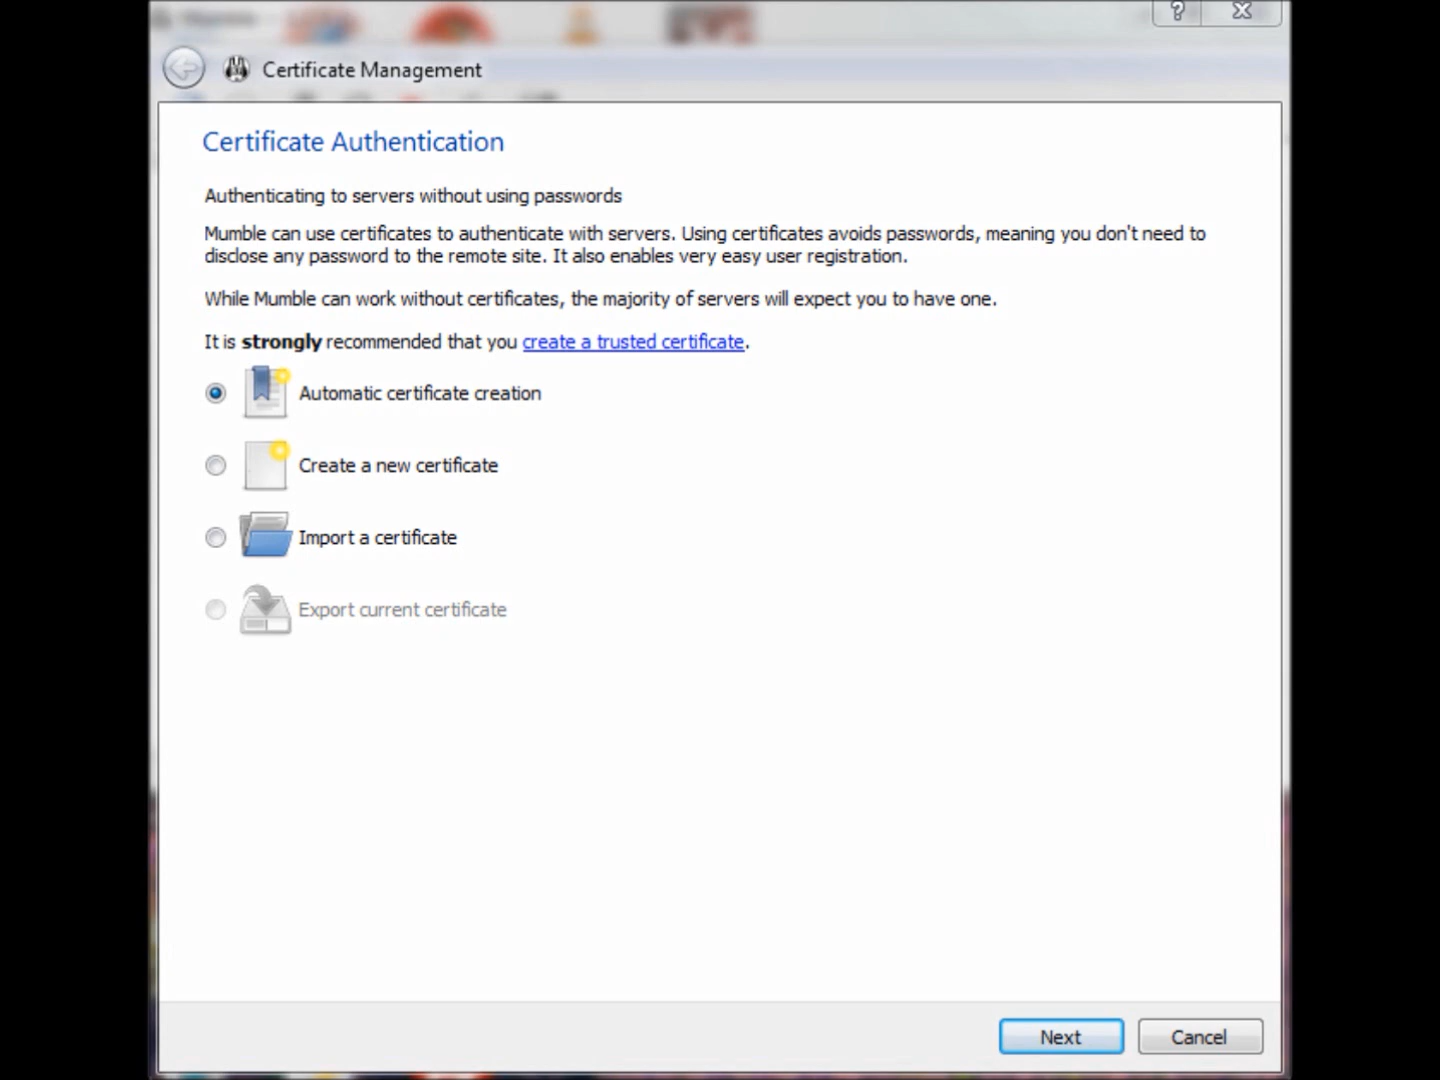 Certificate Management
Certificate Authentication
Authenticating to servers without using passwords
Mumble can use certificates to authenticate with servers. Using certificates avoids passwords, meaning you don't need to
disclose any password to the remote site. It also enables very easy user registration.
While Mumble can work without certificates, the majority of servers will expect you to have one.
It is strongly recommended that you create a trusted certificate.
Automatic certificate creation
Create a new certificate
Import a certificate
Export current certificate
Next
Cancel